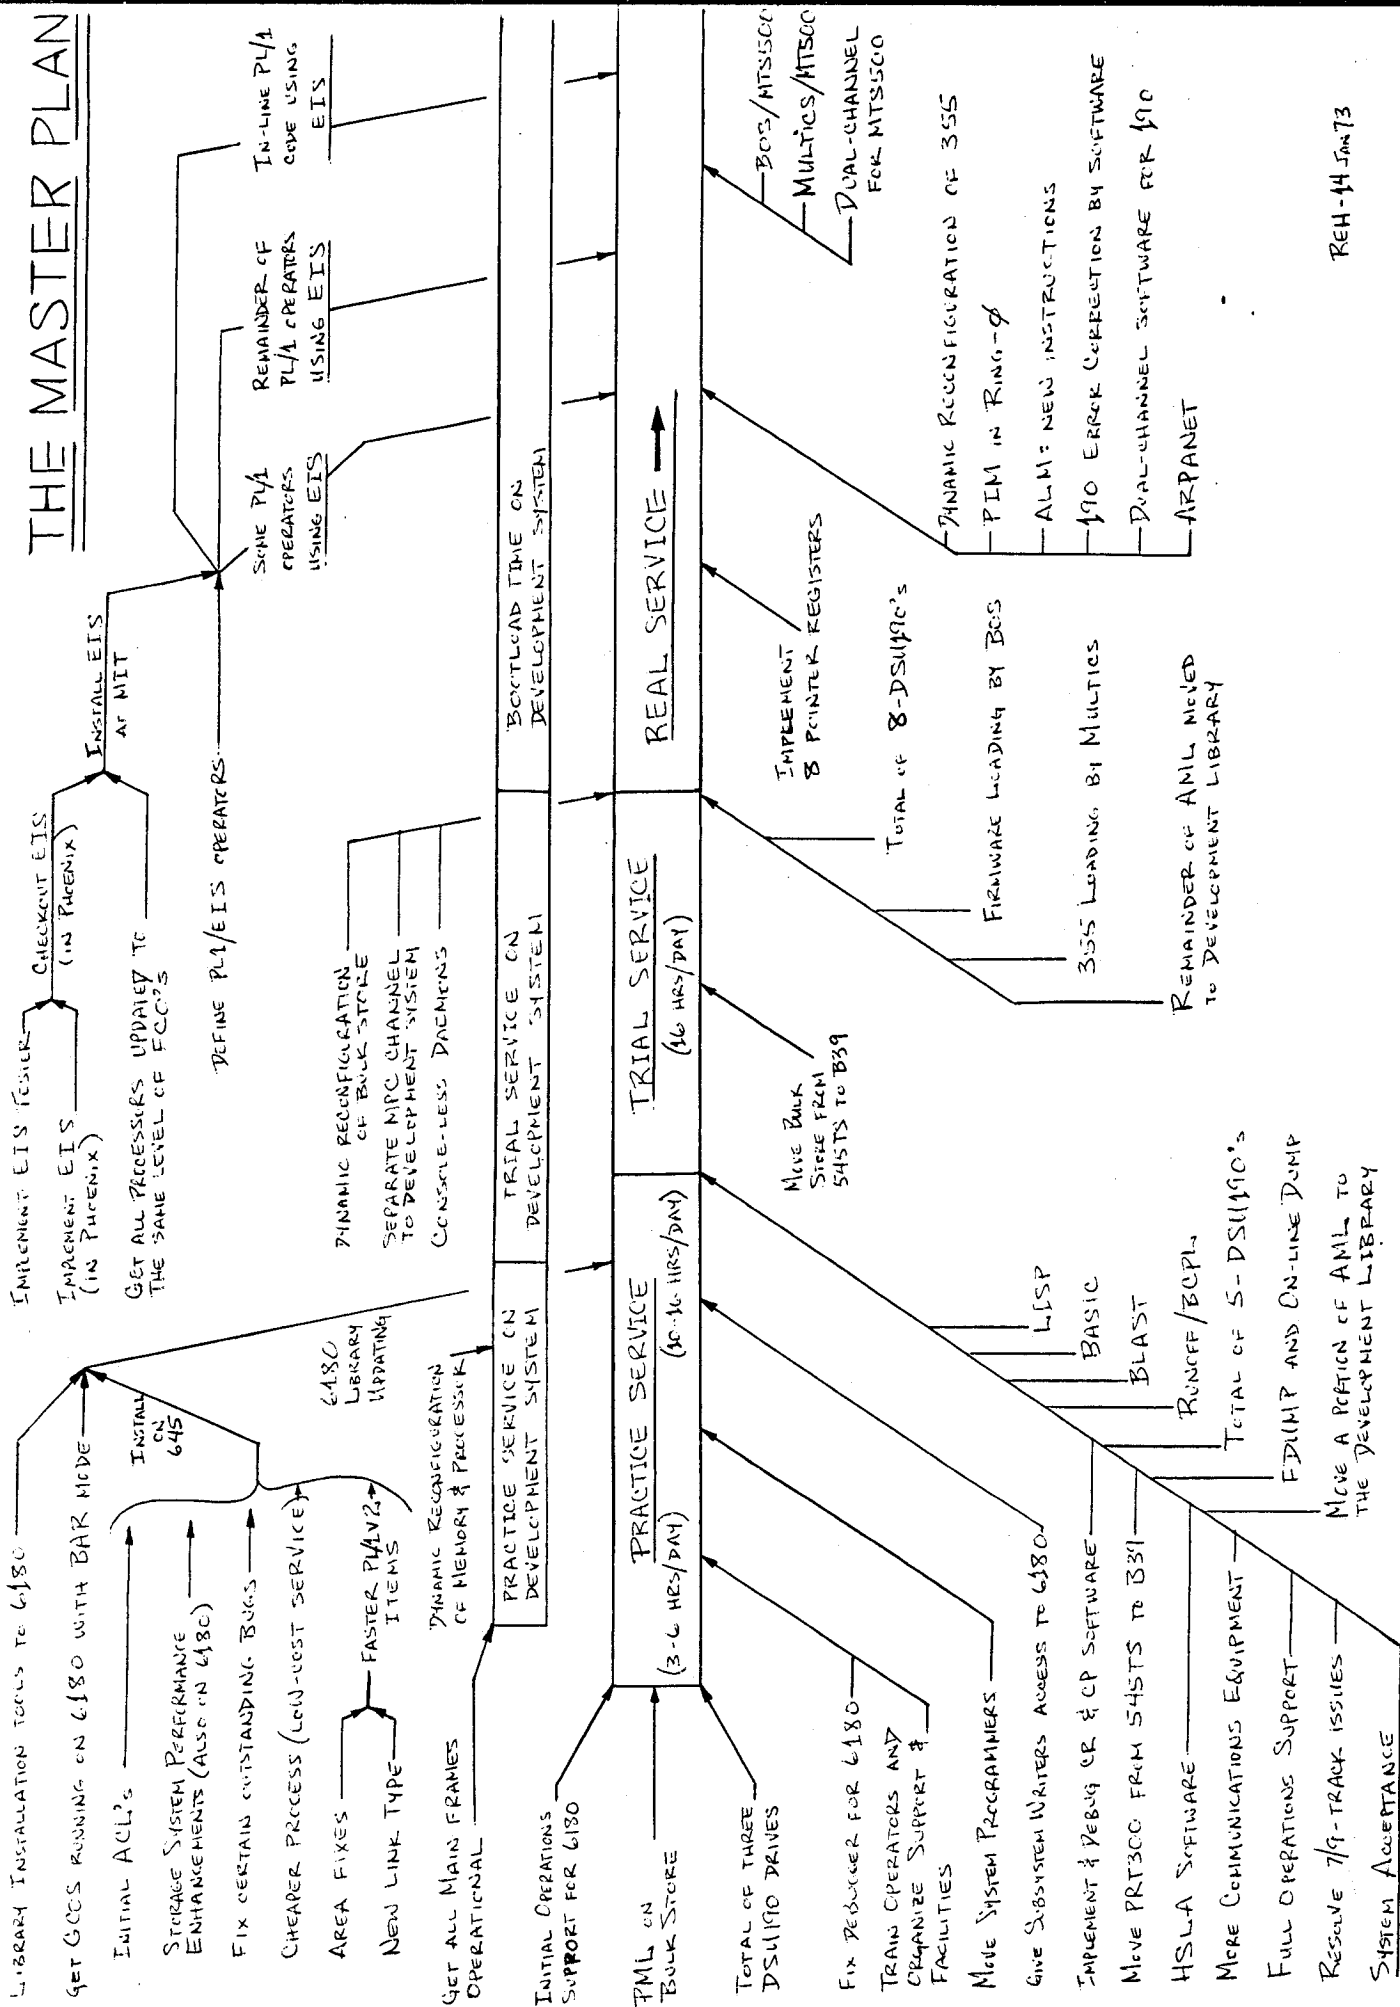 THE MASTER PLAN
LIBRARY INSTALLATION TOOLS TO 6180
GET GCOS RUNNING ON 6180 WITH BAR MODE
INSTALL
ON
645
INITIAL ACL's
STORAGE SYSTEM PERFORMANCE
ENHANCEMENTS (ALSO ON 6180)
FIX CERTAIN OUTSTANDING BUGS
CHEAPER PROCESS (LOW-COST SERVICE)
AREA FIXES
NEW LINK TYPE
FASTER PL/1 V2
ITEMS
6180
LIBRARY
UPDATING
DYNAMIC RECONFIGURATION
OF MEMORY & PROCESSOR
GET ALL MAIN FRAMES
OPERATIONAL
IMPLEMENT EIS TESTER
IMPLEMENT EIS
(IN PHOENIX)
CHECKOUT EIS
(IN PHOENIX)
GET ALL PROCESSORS UPDATED TO
THE SAME LEVEL OF FCO'S
INSTALL EIS
AT MIT
DEFINE PL/1/EIS OPERATORS
SOME PL/1
OPERATORS
USING EIS
REMAINDER OF
PL/1 OPERATORS
USING EIS
IN-LINE PL/1
CODE USING
EIS
DYNAMIC RECONFIGURATION
OF BULK STORE
SEPARATE MPC CHANNEL
TO DEVELOPMENT SYSTEM
CONSOLE-LESS DAEMONS
PRACTICE SERVICE ON
DEVELOPMENT SYSTEM
TRIAL SERVICE ON
DEVELOPMENT SYSTEM
BOOTLOAD TIME ON
DEVELOPMENT SYSTEM
INITIAL OPERATIONS
SUPPORT FOR 6180
PML ON
BULK STORE
TOTAL OF THREE
DSU190 DRIVES
PRACTICE SERVICE
(3-6 HRS/DAY)
(10-16 HRS/DAY)
TRIAL SERVICE
(16 HRS/DAY)
REAL SERVICE
FIX DEBUGGER FOR 6180
TRAIN OPERATORS AND
ORGANIZE SUPPORT &
FACILITIES
MOVE SYSTEM PROGRAMMERS
GIVE SUBSYSTEM WRITERS ACCESS TO 6180
IMPLEMENT & DEBUG CR & CP SOFTWARE
MOVE PRT300 FROM 545TS TO B39
HSLA SOFTWARE
MORE COMMUNICATIONS EQUIPMENT
FULL OPERATIONS SUPPORT
RESOLVE 7/9-TRACK ISSUES
SYSTEM ACCEPTANCE
LISP
BASIC
BLAST
RUNOFF/BCPL
TOTAL OF 5-DSU190's
FDUMP AND ON-LINE DUMP
MOVE A PORTION OF AML TO
THE DEVELOPMENT LIBRARY
MOVE BULK
STORE FROM
545TS TO B39
TOTAL OF 8-DSU190's
FIRMWARE LOADING BY BOS
355 LOADING BY MULTICS
REMAINDER OF AML MOVED
TO DEVELOPMENT LIBRARY
IMPLEMENT
8 POINTER REGISTERS
DYNAMIC RECONFIGURATION OF 355
PIM IN RING-0
ALM: NEW INSTRUCTIONS
190 ERROR CORRECTION BY SOFTWARE
DUAL-CHANNEL SOFTWARE FOR 190
ARPANET
BOS/MTS500
MULTICS/MTS500
DUAL-CHANNEL
FOR MTS500
REH-14 JAN 73